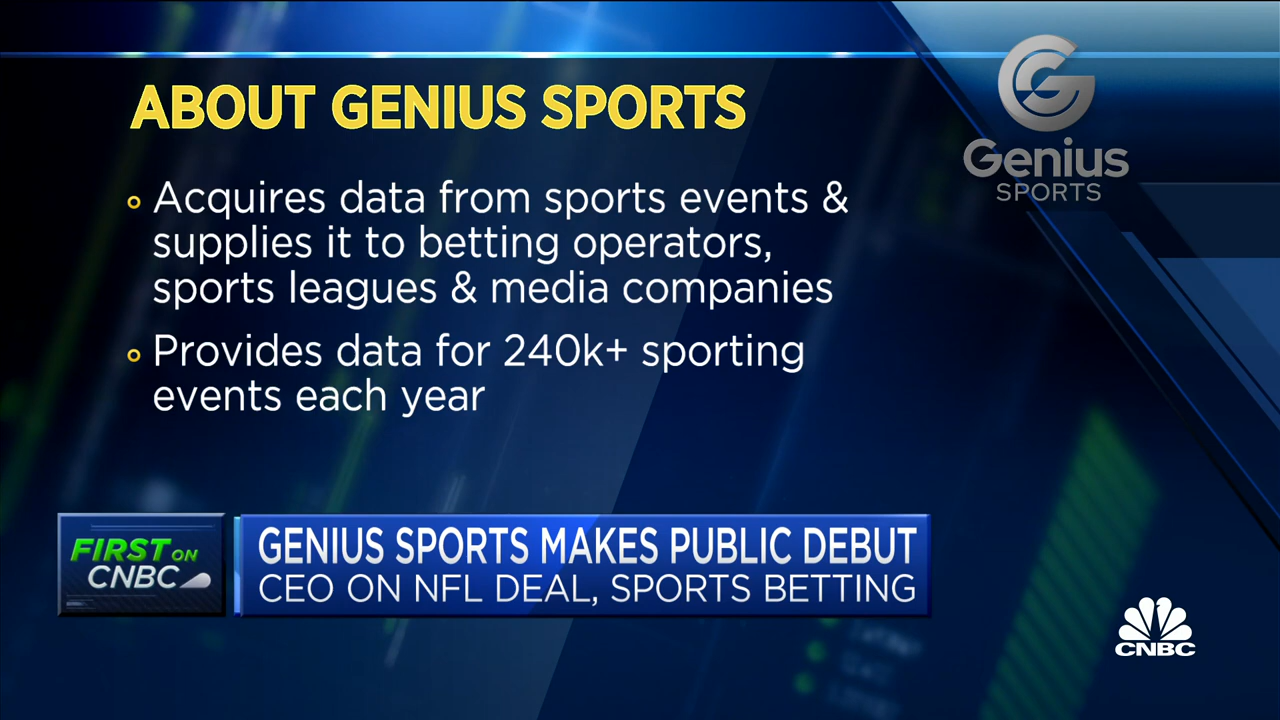 ABOUT GENIUS SPORTS
Genius
SPORTS
Acquires data from sports events &
supplies it to betting operators,
sports leagues & media companies
Provides data for 240k+ sporting
events each year
FIRST ON
CNBC
GENIUS SPORTS MAKES PUBLIC DEBUT
CEO ON NFL DEAL, SPORTS BETTING
CNBC